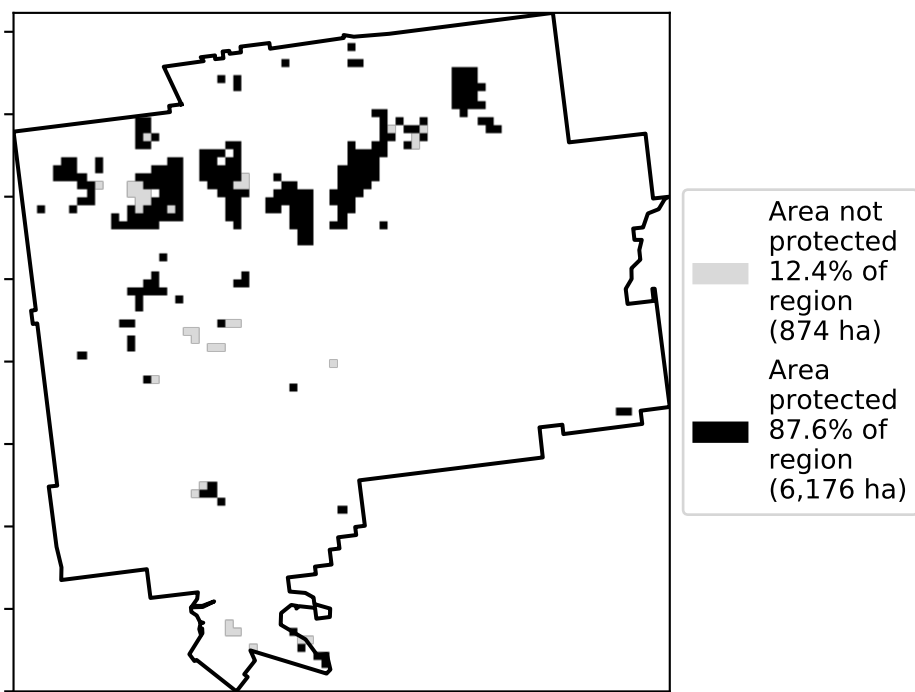 Area not
protected
12.4% of
region
(874 ha)
Area
protected
87.6% of
region
(6,176 ha)